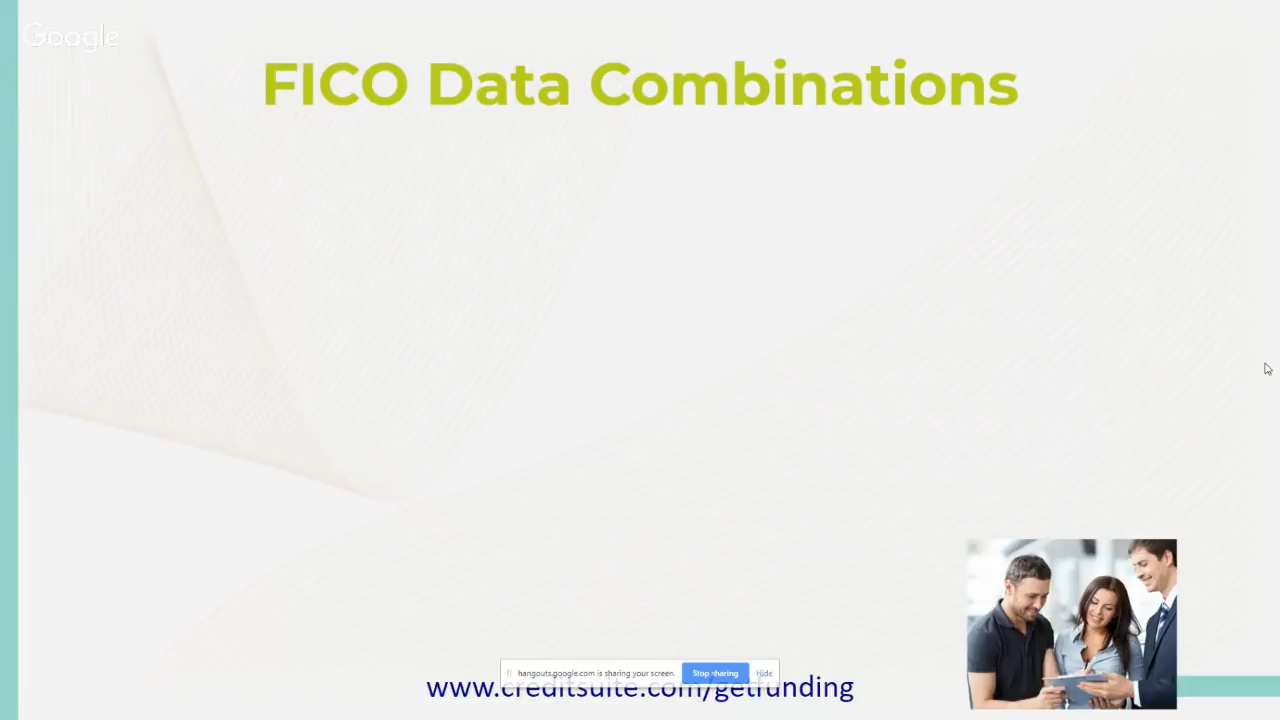 Google
FICO Data Combinations
hangouts.google.com is sharing your screen.
Stop sharing
Hide
www.creditsuite.com/getfunding